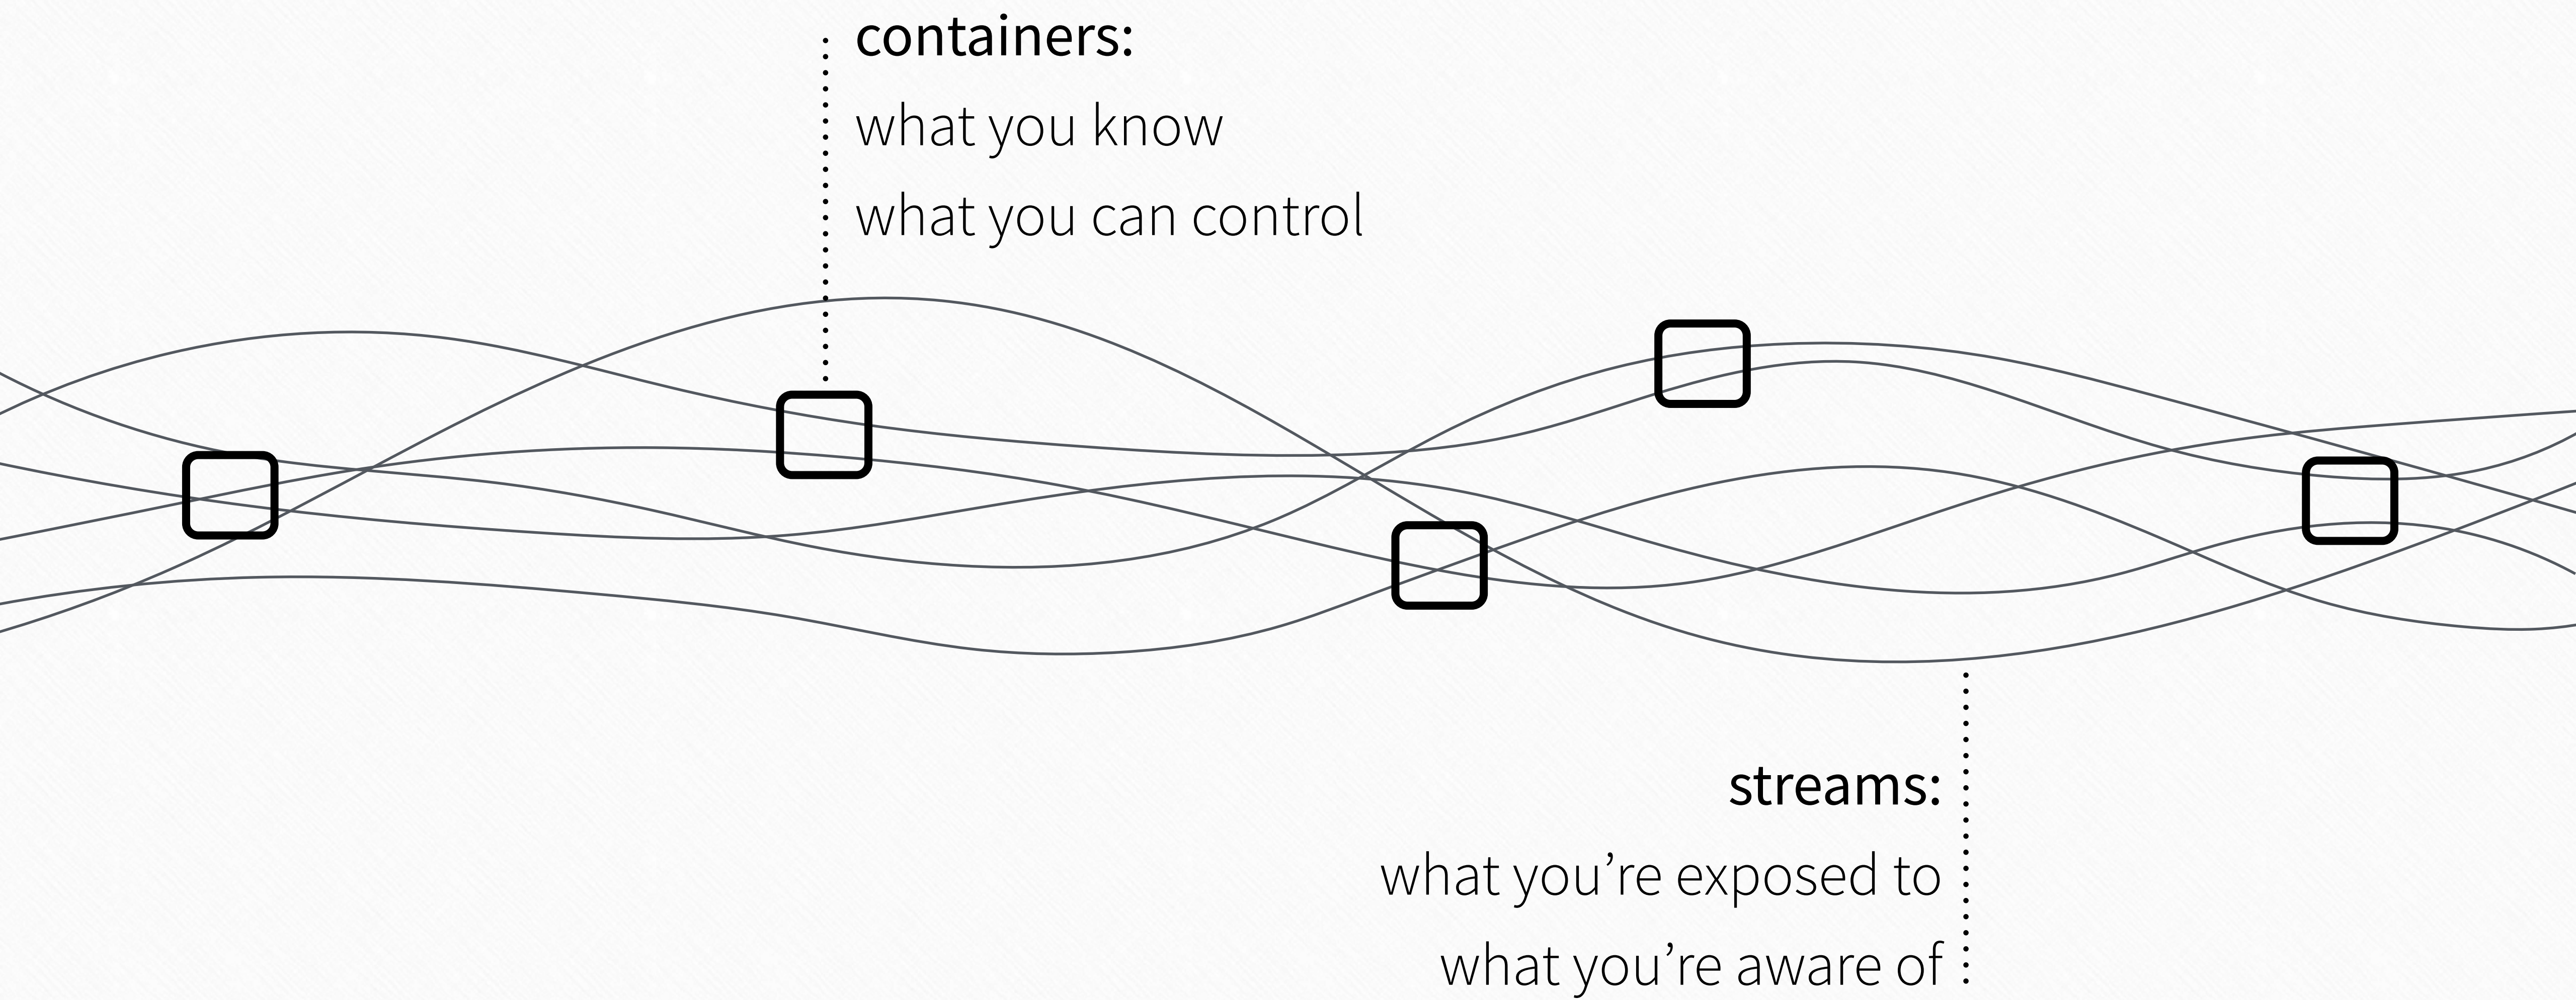 containers:
what you know
what you can control
streams:
what you’re exposed to
what you’re aware of